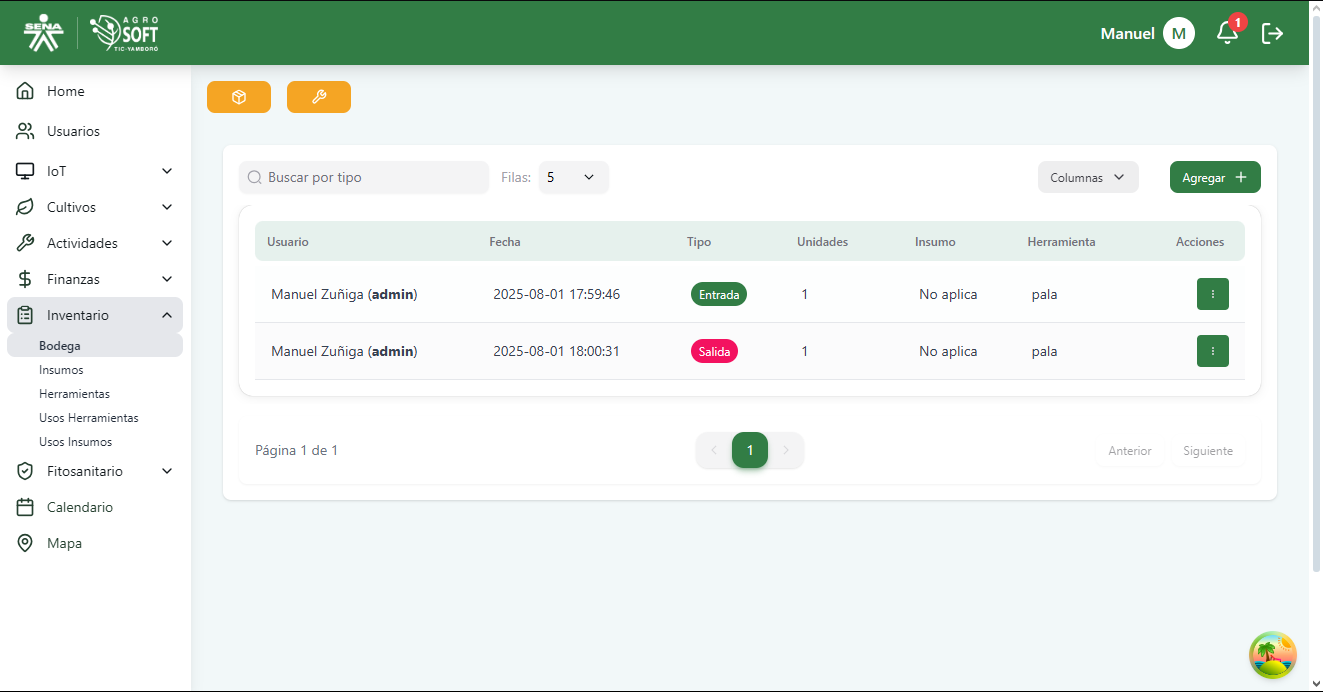 SENA
AGRO
SOFT
TIC-YAMBORÓ
Manuel
M
1
Home
Usuarios
IoT
Cultivos
Actividades
Finanzas
Inventario
Bodega
Insumos
Herramientas
Usos Herramientas
Usos Insumos
Fitosanitario
Calendario
Mapa
Buscar por tipo
Filas: 5
Columnas
Agregar +
Usuario Fecha Tipo Unidades Insumo Herramienta Acciones
Manuel Zuñiga (admin) 2025-08-01 17:59:46 Entrada 1 No aplica pala
Manuel Zuñiga (admin) 2025-08-01 18:00:31 Salida 1 No aplica pala
Página 1 de 1
1
Anterior
Siguiente